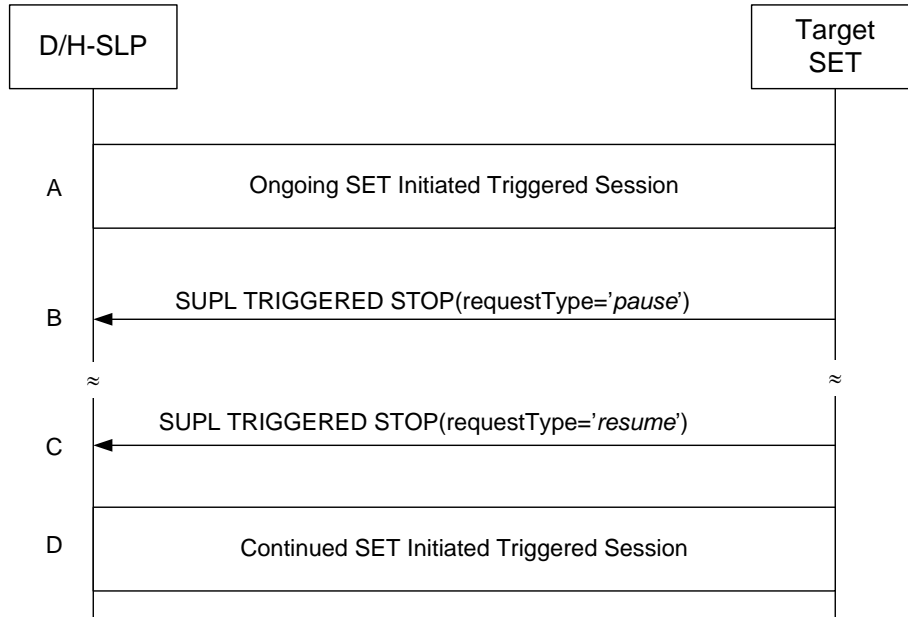 D/H-SLP
Target
SET
A
Ongoing SET Initiated Triggered Session
B
SUPL TRIGGERED STOP(requestType='pause')
≈
≈
SUPL TRIGGERED STOP(requestType='resume')
C
D
Continued SET Initiated Triggered Session